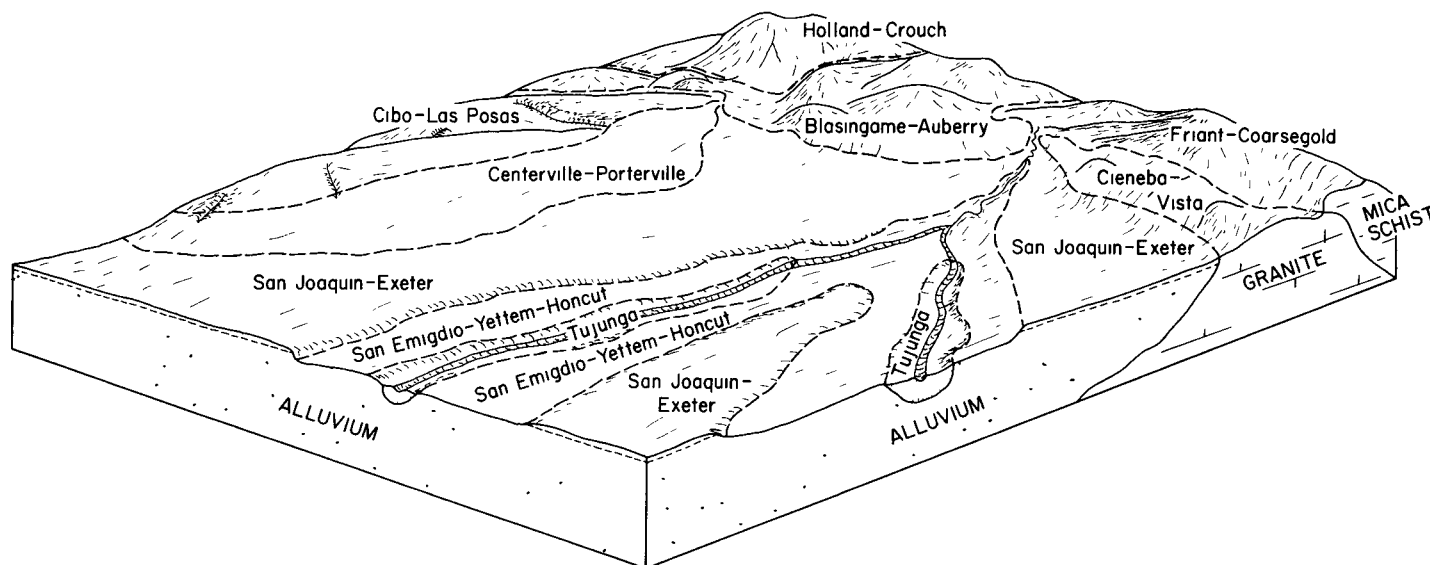 Holland-Crouch
Cibo-Las Posas
Blasingame-Auberry
Friant-Coarsegold
Centerville-Porterville
Cieneba-
Vista
MICA
SCHIST
San Joaquin-Exeter
San Joaquin-Exeter
GRANITE
San Emigdio-Yettem-Honcut
Tujunga
San Emigdio-Yettem-Honcut
Tujunga
San Joaquin-
Exeter
ALLUVIUM
ALLUVIUM